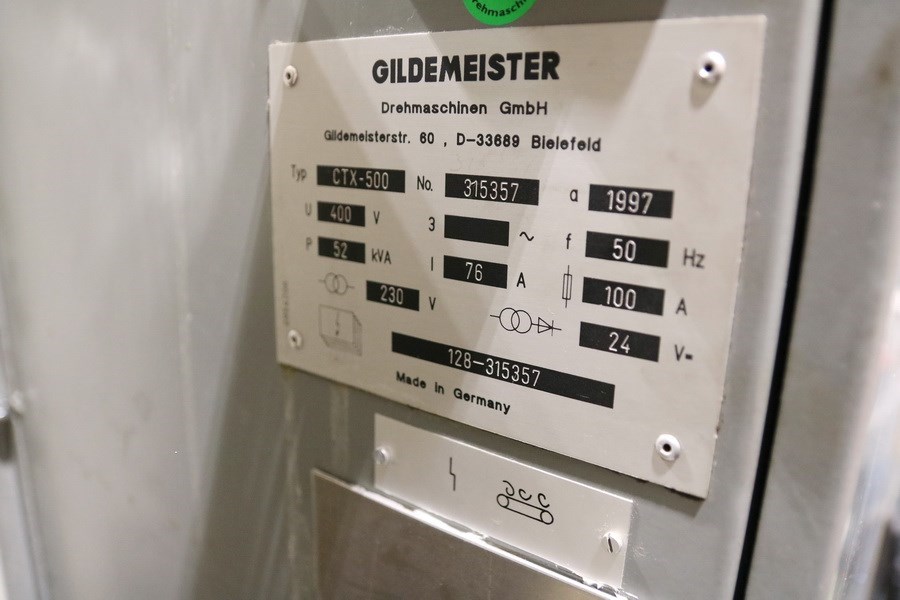 GILDEMEISTER
Drehmaschinen GmbH
Gildemeisterstr. 60 , D-33689 Bielefeld
Typ CTX-500 No. 315357 a 1997
U 400 V 3 ~ f 50 Hz
P 52 kVA I 76 A 100 A
230 V 24 V=
128-315357
Made in Germany